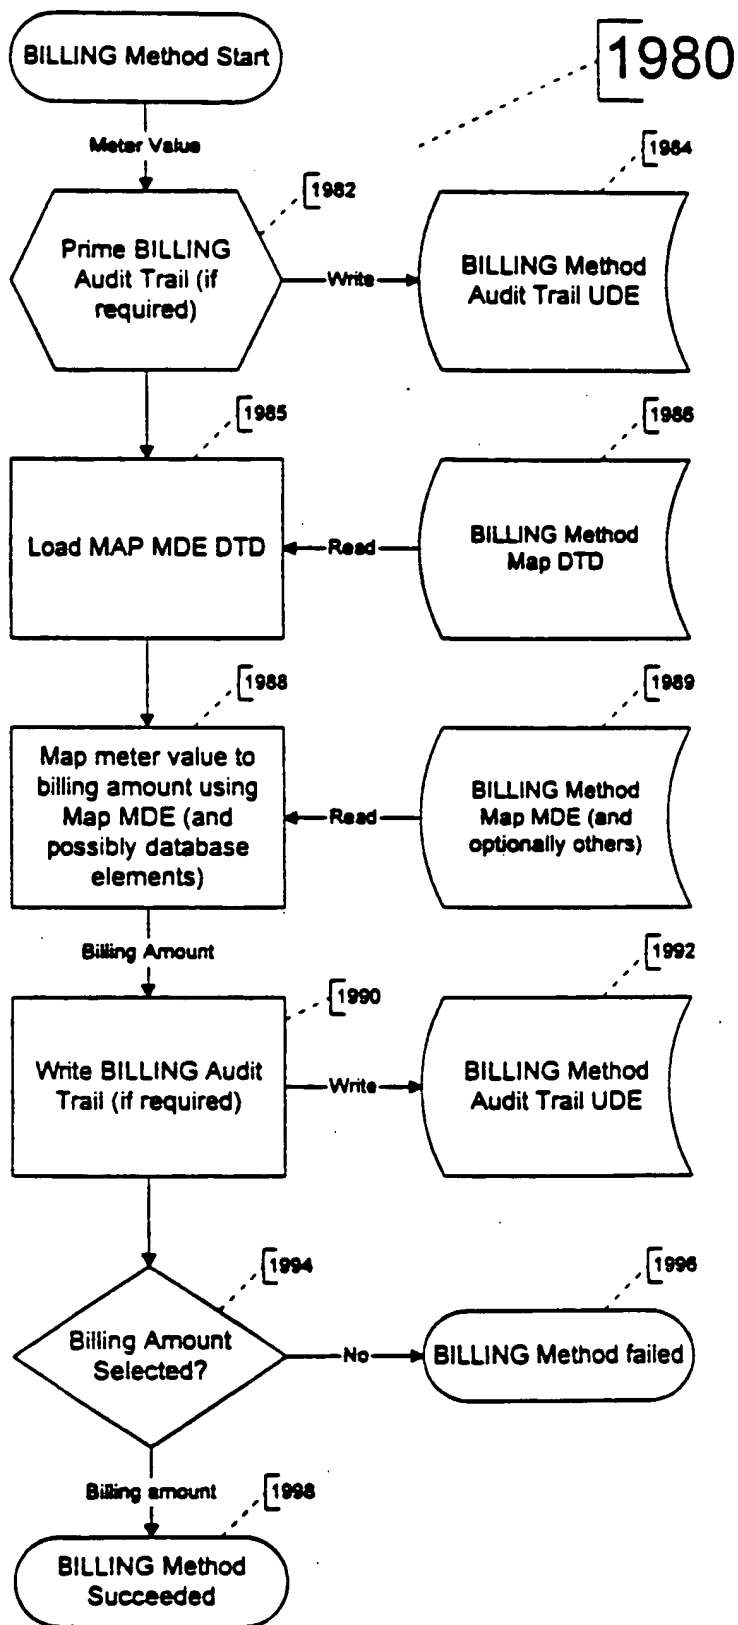 BILLING Method Start
1980
Meter Value
1984
1982
Prime BILLING
Audit Trail (if
required)
Write
BILLING Method
Audit Trail UDE
1985
1986
Load MAP MDE DTD
Read
BILLING Method
Map DTD
1988
1989
Map meter value to
billing amount using
Map MDE (and
possibly database
elements)
Read
BILLING Method
Map MDE (and
optionally others)
Billing Amount
1992
1990
Write BILLING Audit
Trail (if required)
Write
BILLING Method
Audit Trail UDE
1994
1996
Billing Amount
Selected?
No
BILLING Method failed
Billing amount
1998
BILLING Method
Succeeded